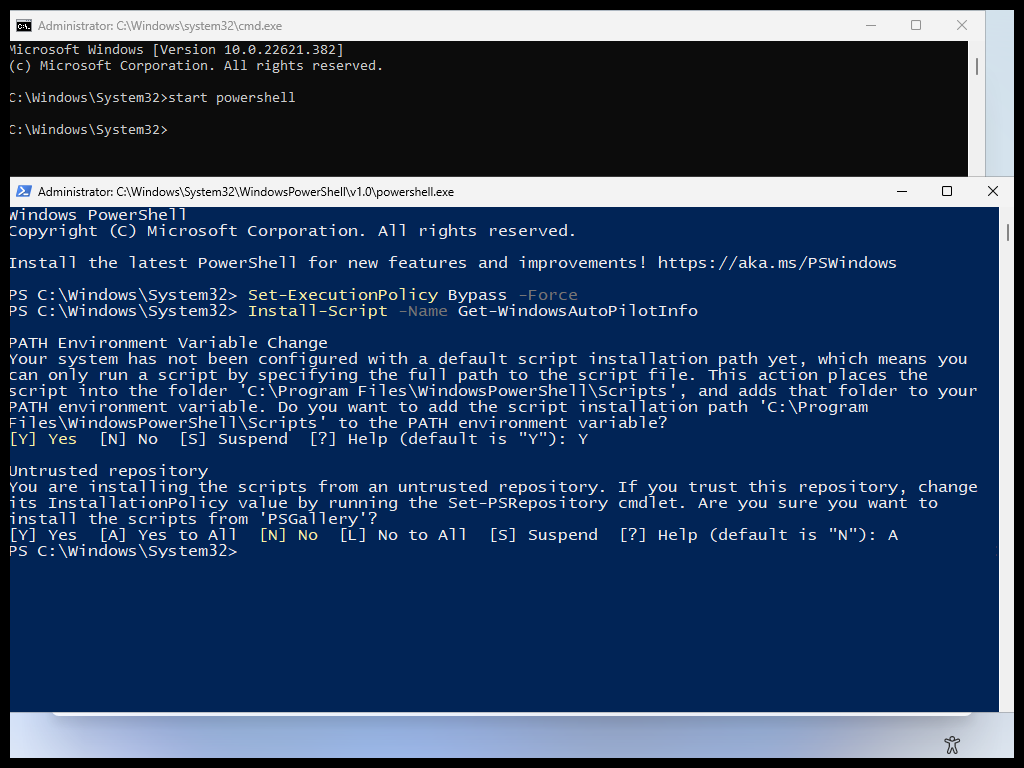 Administrator: C:\Windows\system32\cmd.exe
Microsoft Windows [Version 10.0.22621.382]
(c) Microsoft Corporation. All rights reserved.
C:\Windows\System32>start powershell
C:\Windows\System32>
Administrator: C:\Windows\System32\WindowsPowerShell\v1.0\powershell.exe
Windows PowerShell
Copyright (C) Microsoft Corporation. All rights reserved.
Install the latest PowerShell for new features and improvements! https://aka.ms/PSWindows
PS C:\Windows\System32> Set-ExecutionPolicy Bypass -Force
PS C:\Windows\System32> Install-Script -Name Get-WindowsAutoPilotInfo
PATH Environment Variable Change
Your system has not been configured with a default script installation path yet, which means you
can only run a script by specifying the full path to the script file. This action places the
script into the folder 'C:\Program Files\WindowsPowerShell\Scripts', and adds that folder to your
PATH environment variable. Do you want to add the script installation path 'C:\Program
Files\WindowsPowerShell\Scripts' to the PATH environment variable?
[Y] Yes  [N] No  [S] Suspend  [?] Help (default is "Y"): Y
Untrusted repository
You are installing the scripts from an untrusted repository. If you trust this repository, change
its InstallationPolicy value by running the Set-PSRepository cmdlet. Are you sure you want to
install the scripts from 'PSGallery'?
[Y] Yes  [A] Yes to All  [N] No  [L] No to All  [S] Suspend  [?] Help (default is "N"): A
PS C:\Windows\System32>